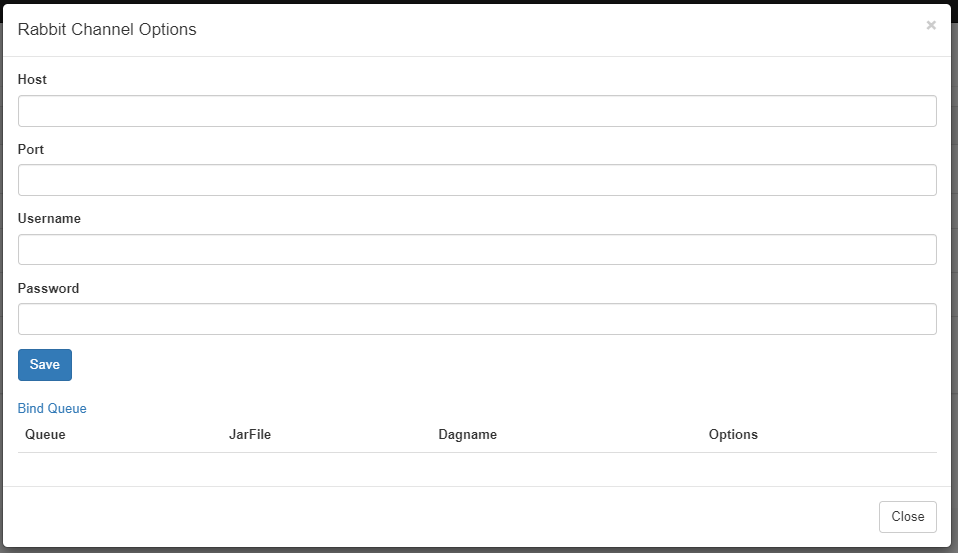 Rabbit Channel Options ×
Host
Port
Username
Password
Save
Bind Queue
Queue JarFile Dagname Options
Close